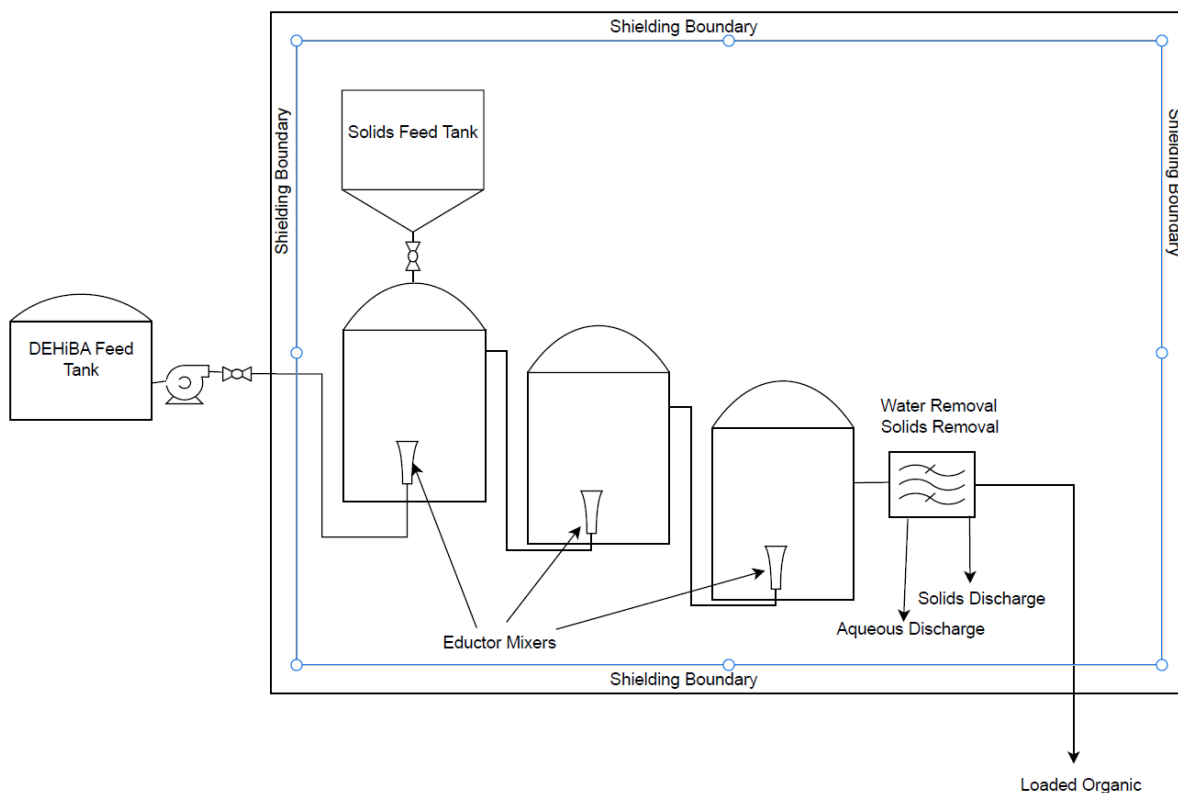 Shielding Boundary
Shielding Boundary
Shielding Boundary
Solids Feed Tank
DEHiBA Feed
Tank
Water Removal
Solids Removal
Solids Discharge
Aqueous Discharge
Eductor Mixers
Shielding Boundary
Loaded Organic